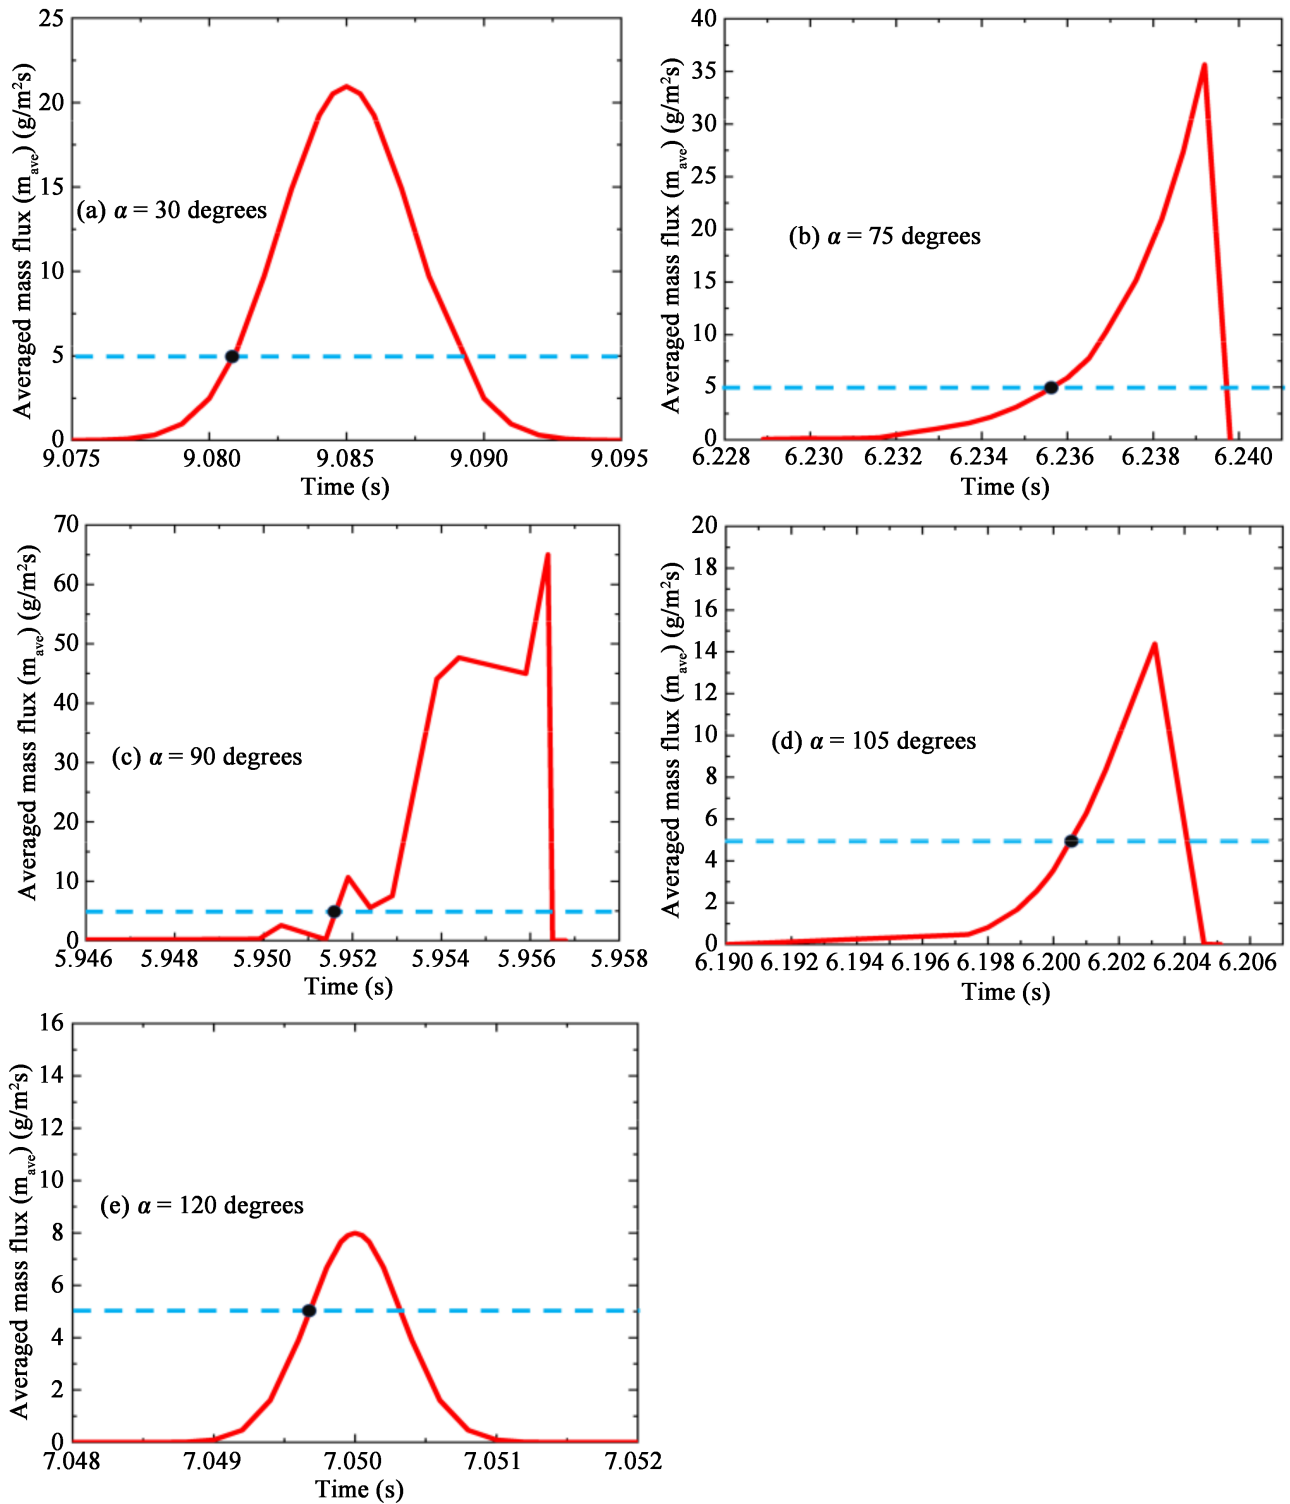 25
20
15
10
5
0
Averaged mass flux (m_ave) (g/m²s)
(a) α = 30 degrees
9.075 9.080 9.085 9.090 9.095
Time (s)
40
35
30
25
20
15
10
5
0
Averaged mass flux (m_ave) (g/m²s)
(b) α = 75 degrees
6.228 6.230 6.232 6.234 6.236 6.238 6.240
Time (s)
70
60
50
40
30
20
10
0
Averaged mass flux (m_ave) (g/m²s)
(c) α = 90 degrees
5.946 5.948 5.950 5.952 5.954 5.956 5.958
Time (s)
20
18
16
14
12
10
8
6
4
2
0
Averaged mass flux (m_ave) (g/m²s)
(d) α = 105 degrees
6.190 6.192 6.194 6.196 6.198 6.200 6.202 6.204 6.206
Time (s)
16
14
12
10
8
6
4
2
0
Averaged mass flux (m_ave) (g/m²s)
(e) α = 120 degrees
7.048 7.049 7.050 7.051 7.052
Time (s)